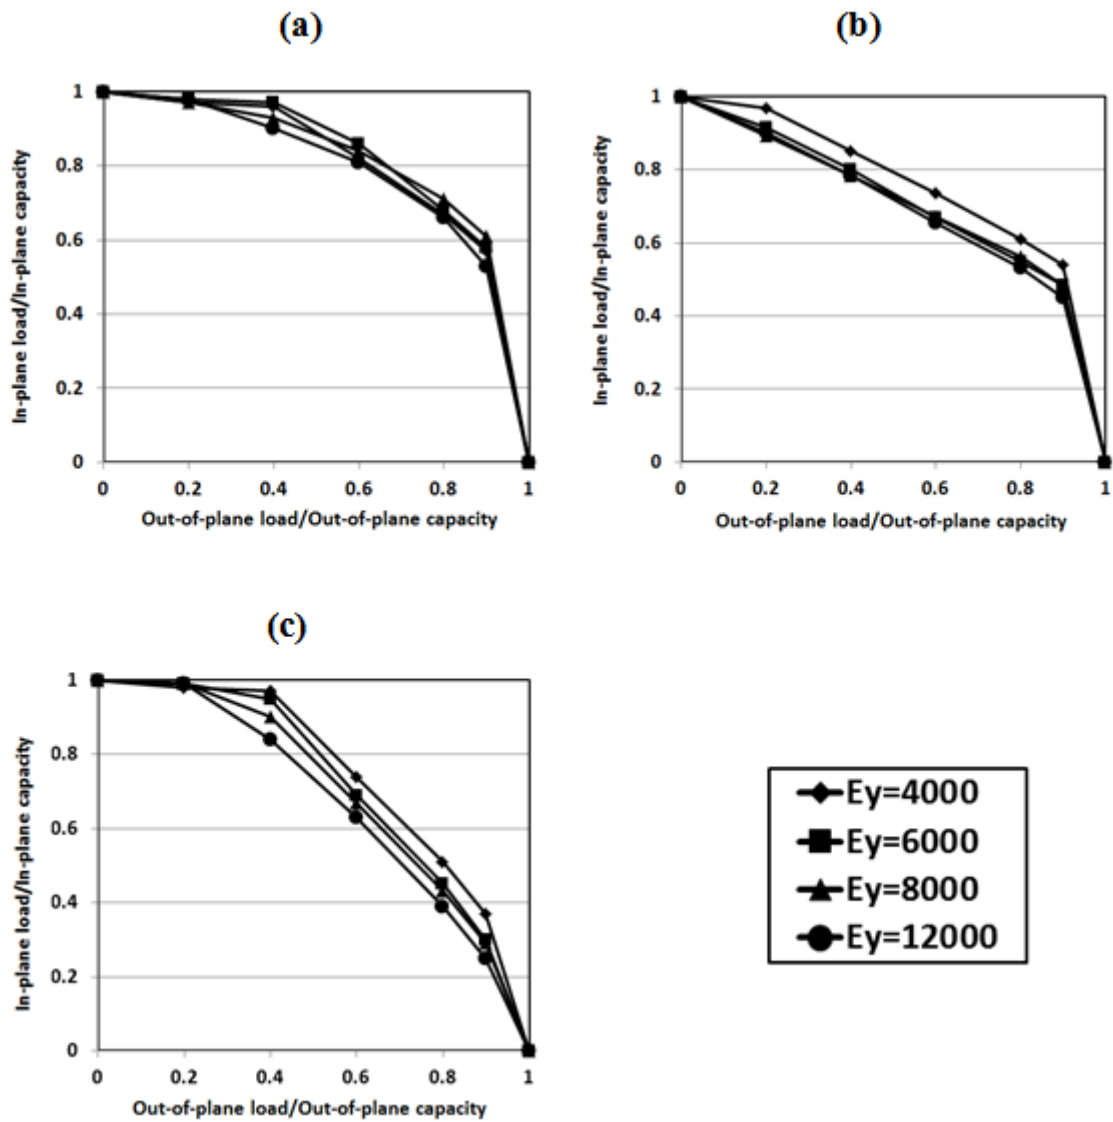 (a)
1
0.8
0.6
0.4
0.2
0
0 0.2 0.4 0.6 0.8 1
In-plane load/In-plane capacity
Out-of-plane load/Out-of-plane capacity
(b)
1
0.8
0.6
0.4
0.2
0
0 0.2 0.4 0.6 0.8 1
In-plane load/In-plane capacity
Out-of-plane load/Out-of-plane capacity
(c)
1
0.8
0.6
0.4
0.2
0
0 0.2 0.4 0.6 0.8 1
In-plane load/In-plane capacity
Out-of-plane load/Out-of-plane capacity
Ey=4000
Ey=6000
Ey=8000
Ey=12000